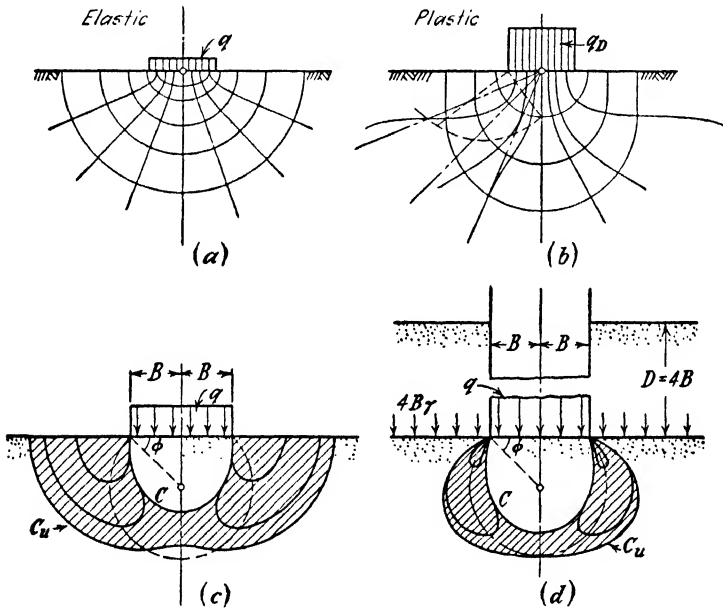 Elastic
q
(a)
Plastic
q_D
(b)
B B
q
ϕ
C
C_u
(c)
B B
D=4B
q
4Bγ
ϕ
C
C_u
(d)